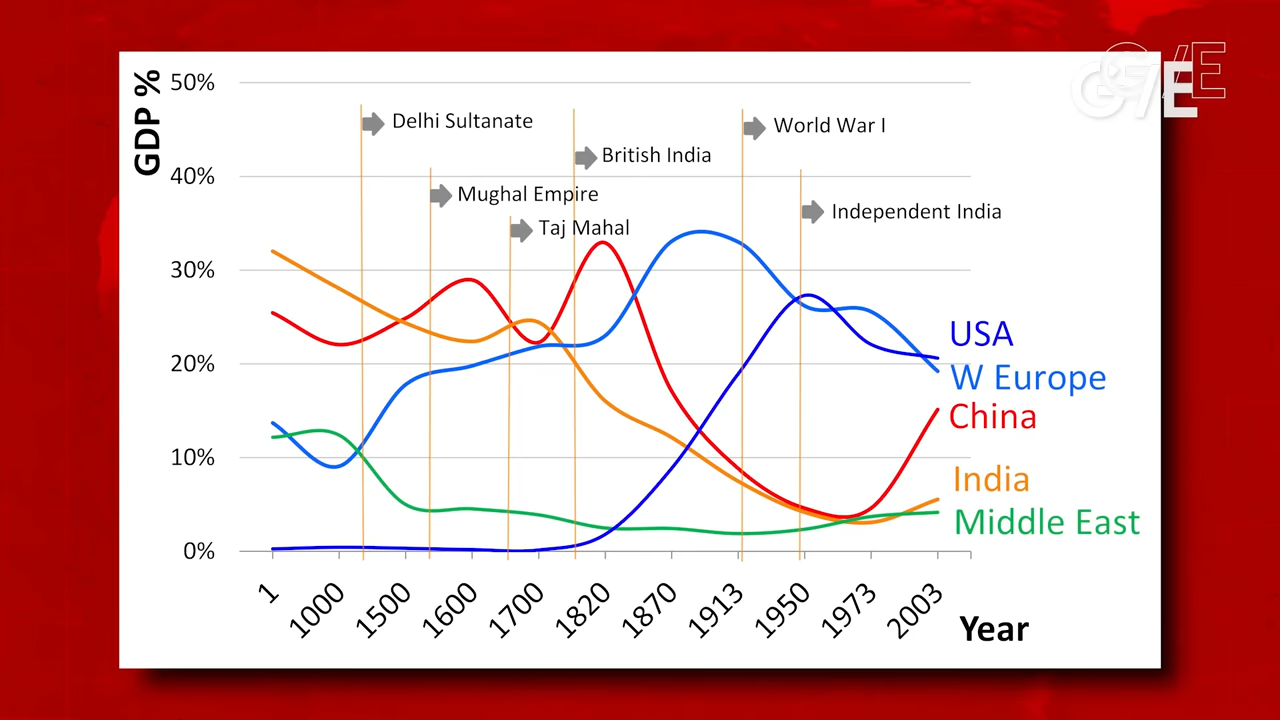 GDP %
50%
40%
30%
20%
10%
0%
Delhi Sultanate
Mughal Empire
Taj Mahal
British India
World War I
Independent India
USA
W Europe
China
India
Middle East
1
1000
1500
1600
1700
1820
1870
1913
1950
1973
2003
Year